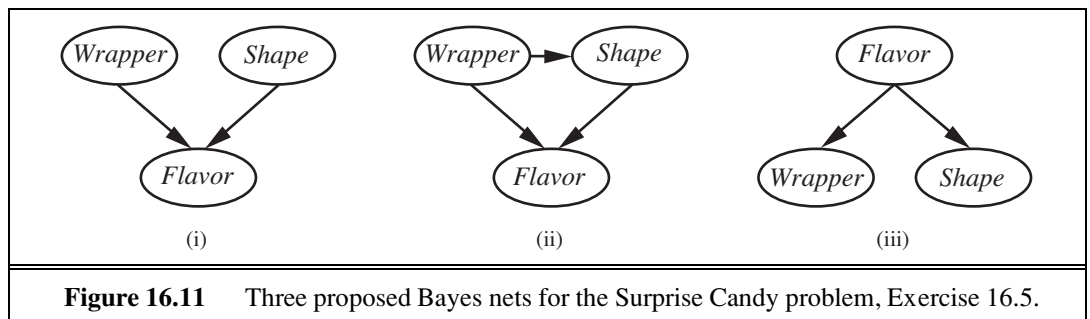 Wrapper Shape Wrapper Shape Flavor
Flavor Flavor Wrapper Shape
(i) (ii) (iii)
Figure 16.11 Three proposed Bayes nets for the Surprise Candy problem, Exercise 16.5.